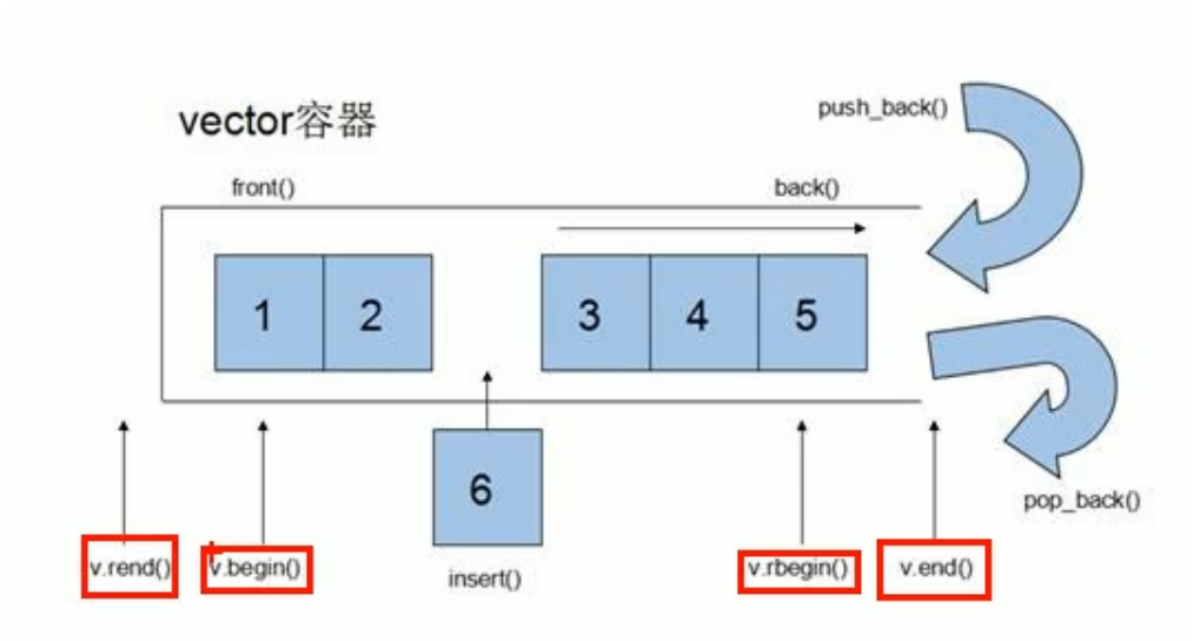 vector容器
push_back()
front()
back()
1 2 3 4 5
6
pop_back()
v.rend() v.begin() insert() v.rbegin() v.end()